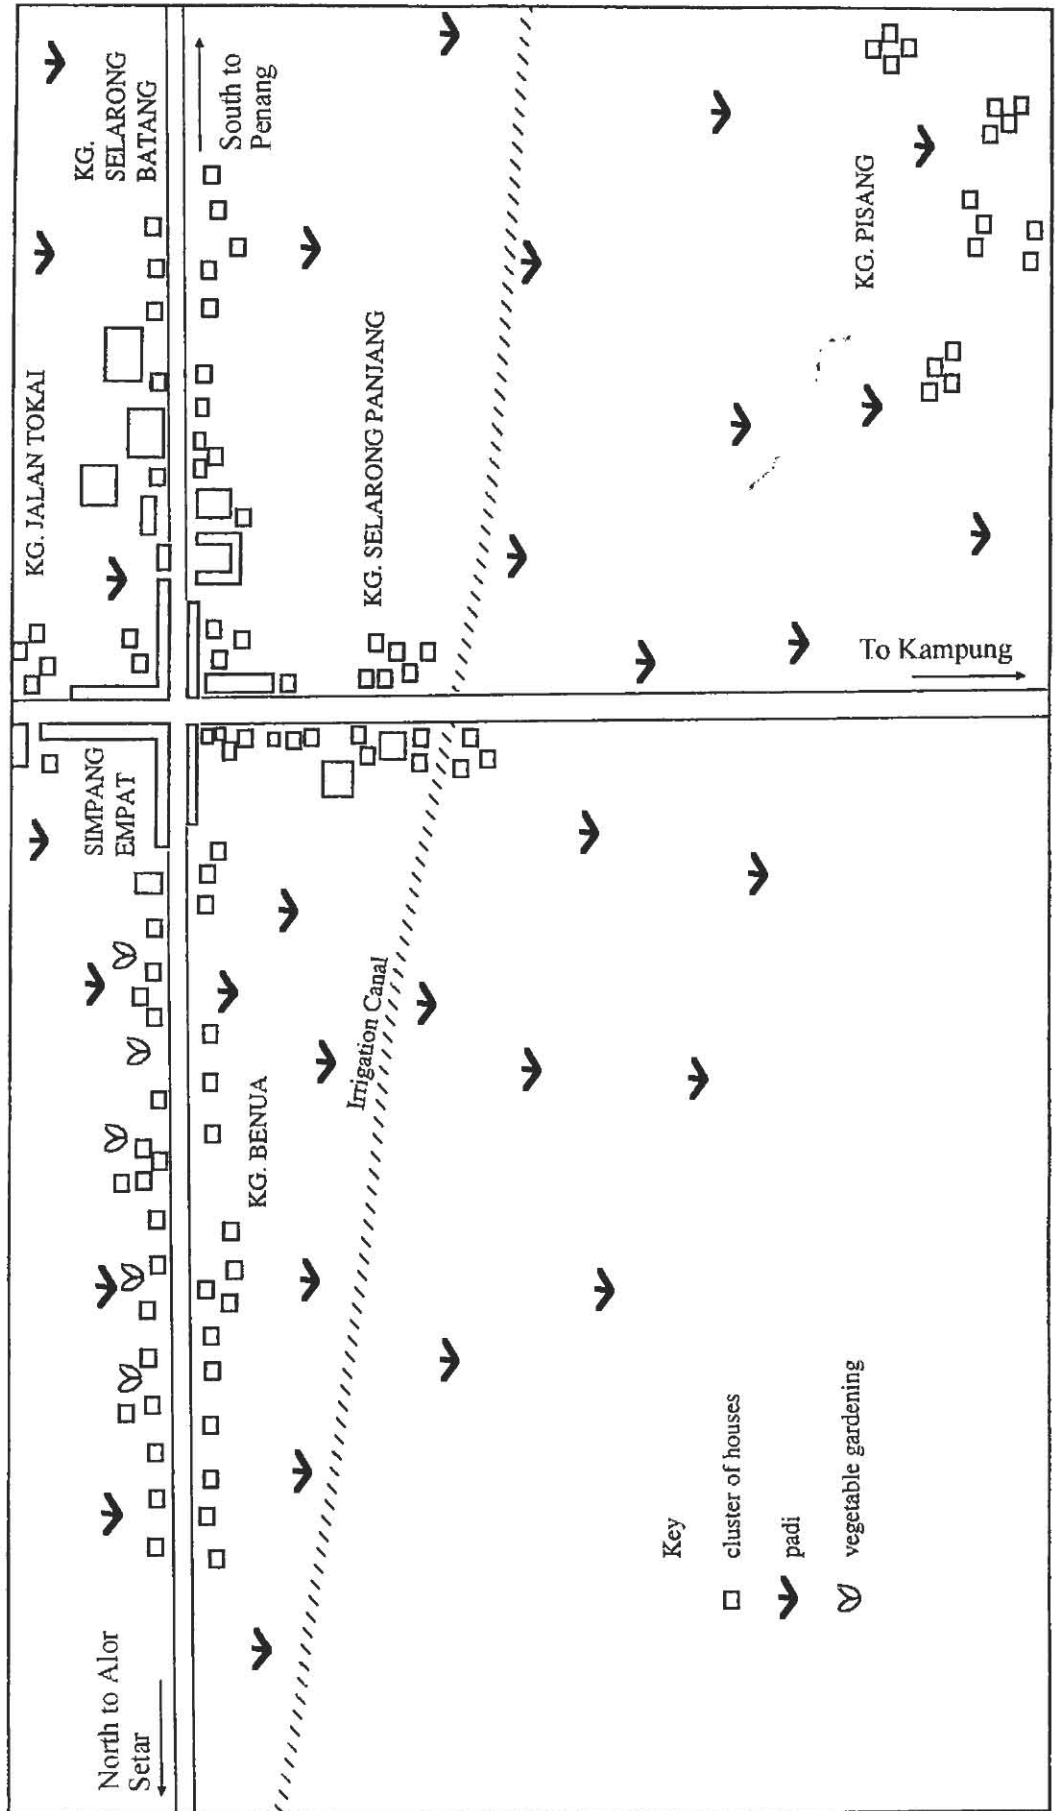 North to Alor
Setar
SIMPANG
EMPAT
KG. JALAN TOKAI
KG.
SELARONG
BATANG
South to
Penang
KG. BENUA
Irrigation Canal
KG. SELARONG PANJANG
Key
cluster of houses
padi
vegetable gardening
KG. PISANG
To Kampung